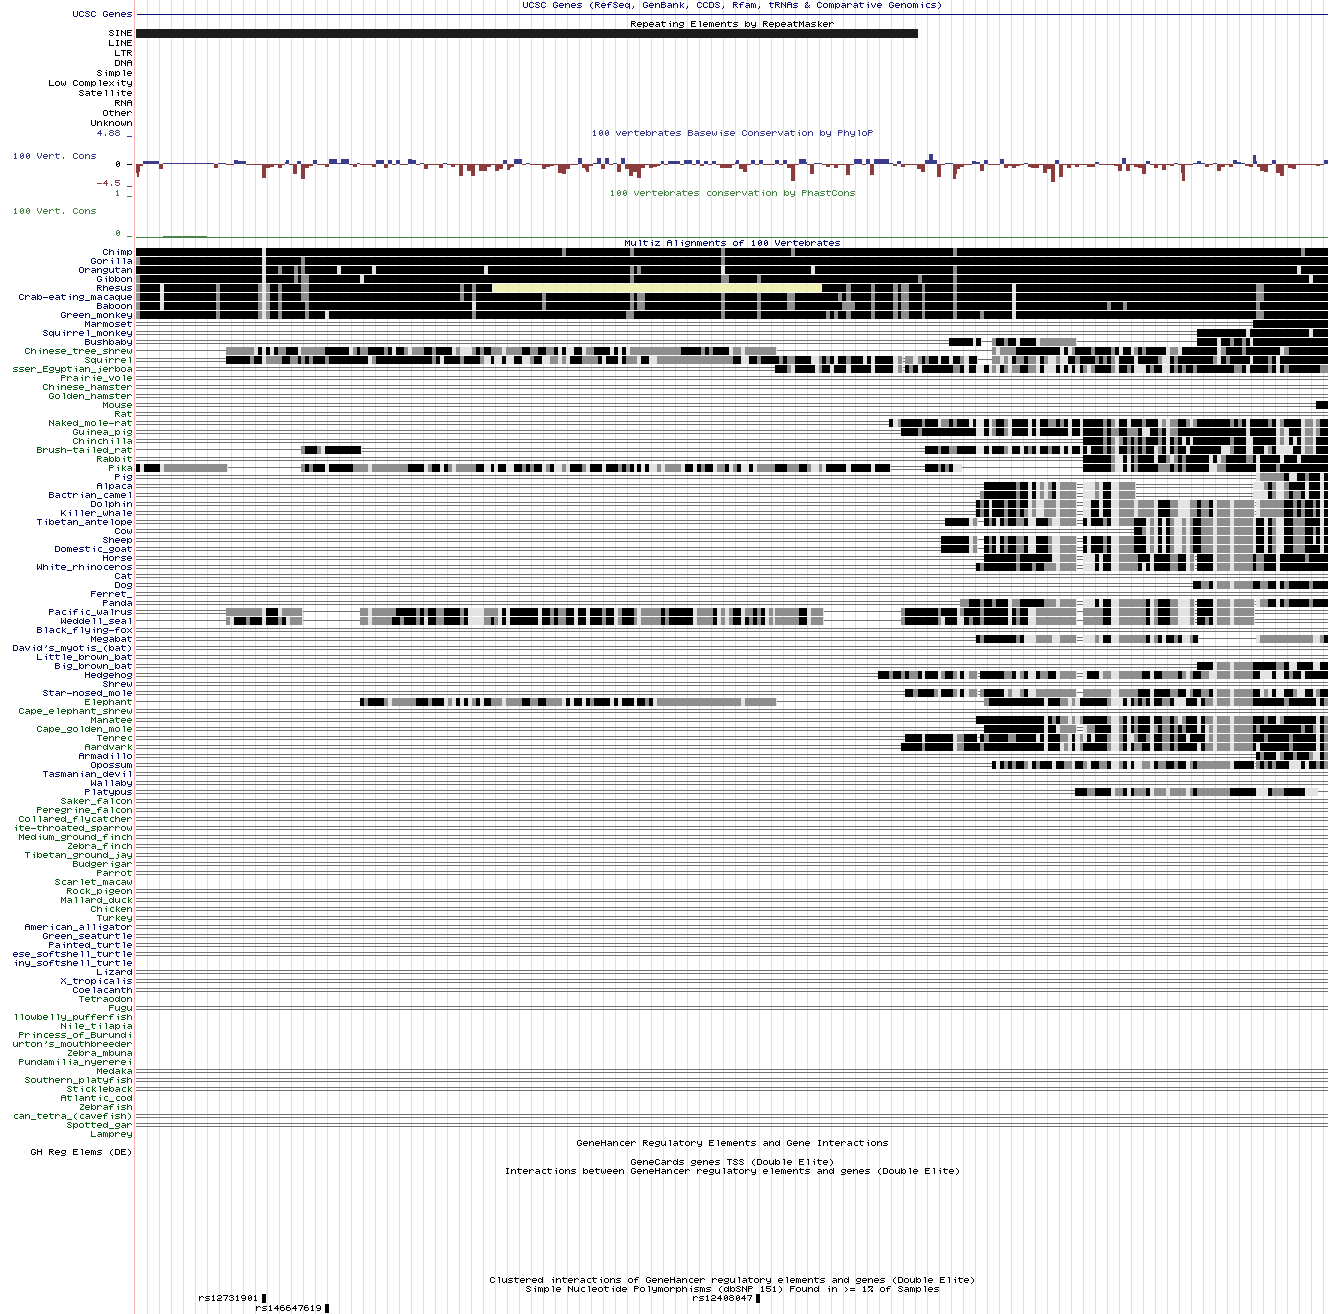 UCSC Genes (RefSeq, GenBank, CCDS, Rfam, tRNAs & Comparative Genomics)
UCSC Genes
Repeating Elements by RepeatMasker
SINE
LINE
LTR
DNA
Simple
Low Complexity
Satellite
RNA
Other
Unknown
100 vertebrates Basewise Conservation by PhyloP
4.88 _
100 Vert. Cons
0 -
-4.5 _
100 vertebrates conservation by PhastCons
1 _
100 Vert. Cons
0 _
Multiz Alignments of 100 Vertebrates
Chimp
Gorilla
Orangutan
Gibbon
Rhesus
Crab-eating_macaque
Baboon
Green_monkey
Marmoset
Squirrel_monkey
Bushbaby
Chinese_tree_shrew
Squirrel
sser_Egyptian_jerboa
Prairie_vole
Chinese_hamster
Golden_hamster
Mouse
Rat
Naked_mole-rat
Guinea_pig
Chinchilla
Brush-tailed_rat
Rabbit
Pika
Pig
Alpaca
Bactrian_camel
Dolphin
Killer_whale
Tibetan_antelope
Cow
Sheep
Domestic_goat
Horse
White_rhinoceros
Cat
Dog
Ferret_
Panda
Pacific_walrus
Weddell_seal
Black_flying-fox
Megabat
David's_myotis_(bat)
Little_brown_bat
Big_brown_bat
Hedgehog
Shrew
Star-nosed_mole
Elephant
Cape_elephant_shrew
Manatee
Cape_golden_mole
Tenrec
Aardvark
Armadillo
Opossum
Tasmanian_devil
Wallaby
Platypus
Saker_falcon
Peregrine_falcon
Collared_flycatcher
ite-throated_sparrow
Medium_ground_finch
Zebra_finch
Tibetan_ground_jay
Budgerigar
Parrot
Scarlet_macaw
Rock_pigeon
Mallard_duck
Chicken
Turkey
American_alligator
Green_seaturtle
Painted_turtle
ese_softshell_turtle
iny_softshell_turtle
Lizard
X_tropicalis
Coelacanth
Tetraodon
Fugu
llowbelly_pufferfish
Nile_tilapia
Princess_of_Burundi
urton's_mouthbreeder
Zebra_mbuna
Pundamilia_nyererei
Medaka
Southern_platyfish
Stickleback
Atlantic_cod
Zebrafish
can_tetra_(cavefish)
Spotted_gar
Lamprey
GeneHancer Regulatory Elements and Gene Interactions
GH Reg Elems (DE)
GeneCards genes TSS (Double Elite)
Interactions between GeneHancer regulatory elements and genes (Double Elite)
Clustered interactions of GeneHancer regulatory elements and genes (Double Elite)
Simple Nucleotide Polymorphisms (dbSNP 151) Found in >= 1% of Samples
rs12731901 rs12408047
rs146647619